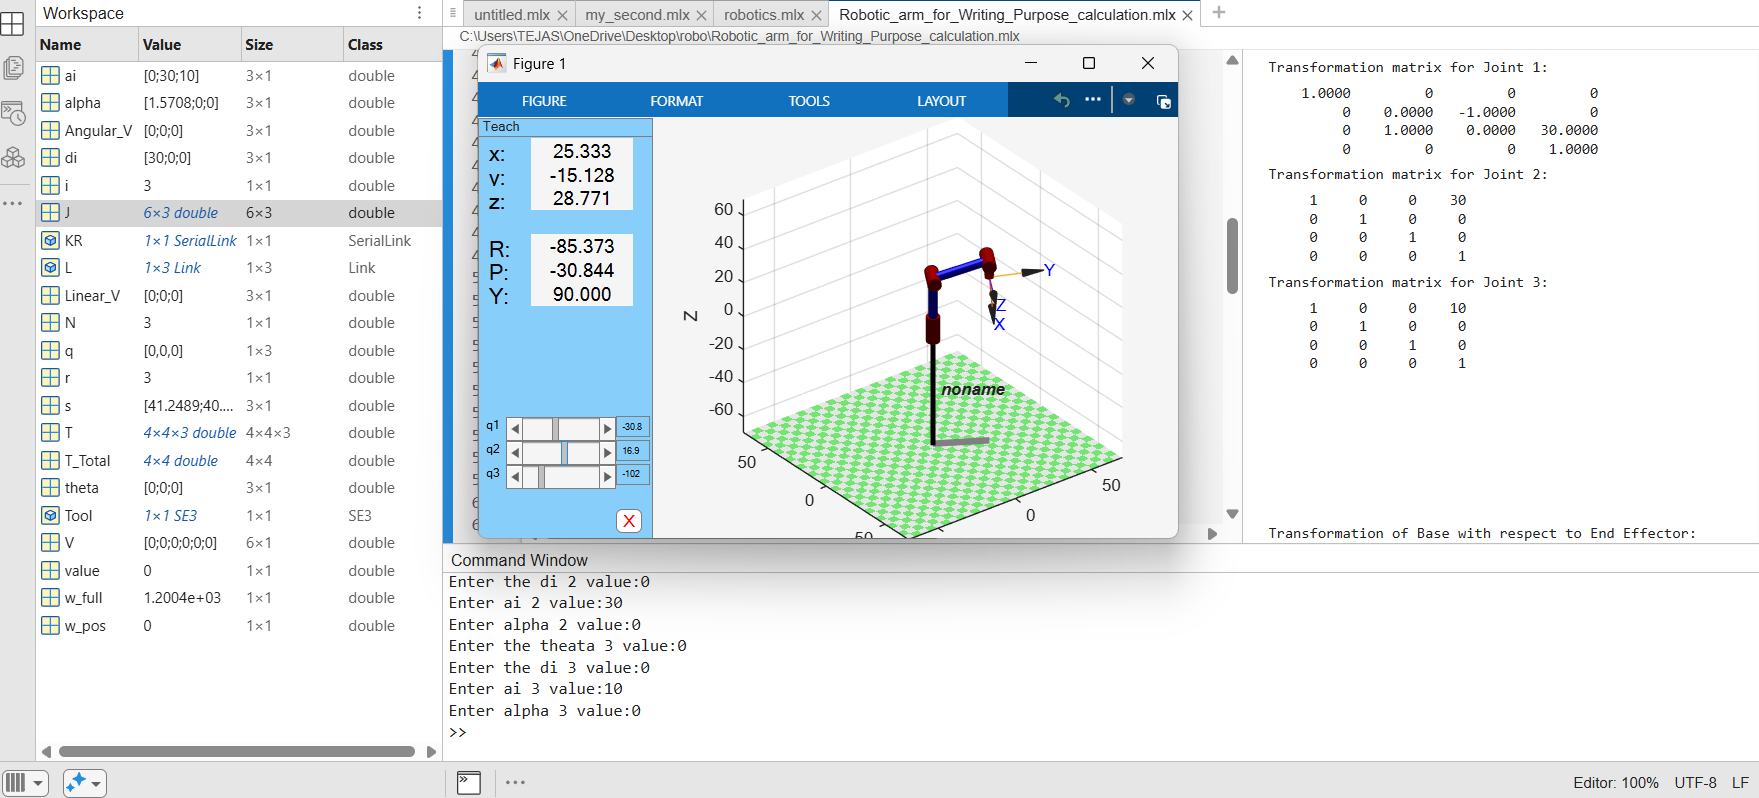 Workspace
Name Value Size Class
ai [0;30;10] 3×1 double
alpha [1.5708;0;0] 3×1 double
Angular_V [0;0;0] 3×1 double
di [30;0;0] 3×1 double
i 3 1×1 double
J 6×3 double 6×3 double
KR 1×1 SerialLink 1×1 SerialLink
L 1×3 Link 1×3 Link
Linear_V [0;0;0] 3×1 double
N 3 1×1 double
q [0,0,0] 1×3 double
r 3 1×1 double
s [41.2489;40.... 3×1 double
T 4×4×3 double 4×4×3 double
T_Total 4×4 double 4×4 double
theta [0;0;0] 3×1 double
Tool 1×1 SE3 1×1 SE3
V [0;0;0;0;0;0] 6×1 double
value 0 1×1 double
w_full 1.2004e+03 1×1 double
w_pos 0 1×1 double
untitled.mlx my_second.mlx robotics.mlx Robotic_arm_for_Writing_Purpose_calculation.mlx
C:\Users\TEJAS\OneDrive\Desktop\robo\Robotic_arm_for_Writing_Purpose_calculation.mlx
Figure 1
FIGURE FORMAT TOOLS LAYOUT
Teach
x: 25.333
y: -15.128
z: 28.771
R: -85.373
P: -30.844
Y: 90.000
q1 -30.8
q2 16.9
q3 -102
X
Z
60
40
20
0
-20
-40
-60
50
0
50
0
50
Y
Z
X
noname
Transformation matrix for Joint 1:
1.0000 0 0 0
0 0.0000 -1.0000 0
0 1.0000 0.0000 30.0000
0 0 0 1.0000
Transformation matrix for Joint 2:
1 0 0 30
0 1 0 0
0 0 1 0
0 0 0 1
Transformation matrix for Joint 3:
1 0 0 10
0 1 0 0
0 0 1 0
0 0 0 1
Transformation of Base with respect to End Effector:
Command Window
Enter the di 2 value:0
Enter ai 2 value:30
Enter alpha 2 value:0
Enter the theata 3 value:0
Enter the di 3 value:0
Enter ai 3 value:10
Enter alpha 3 value:0
>>
Editor: 100% UTF-8 LF